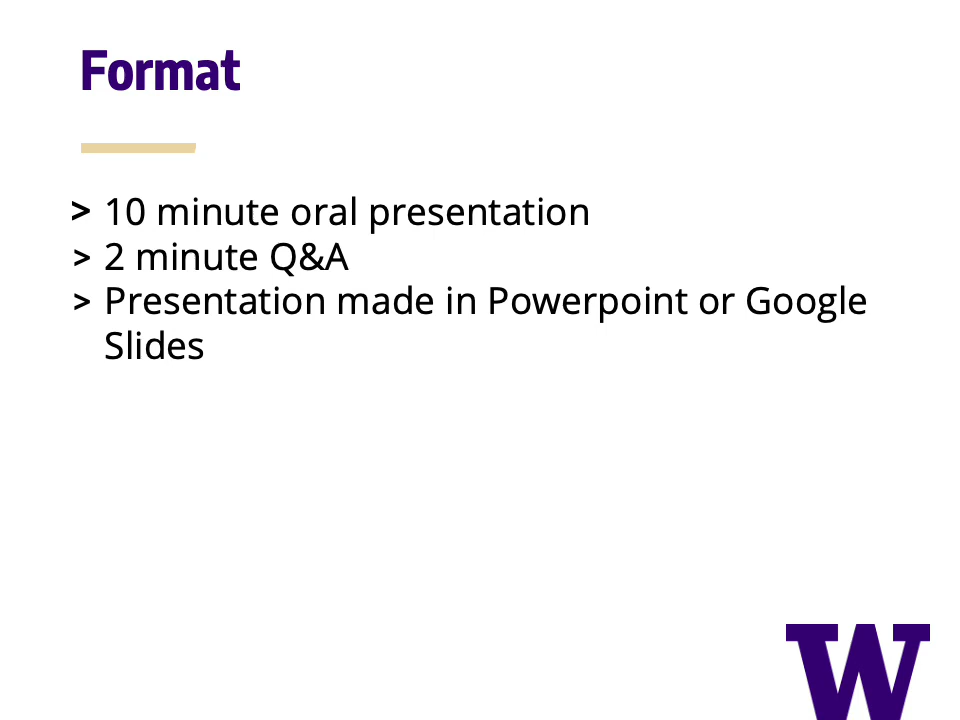 Format
> 10 minute oral presentation
> 2 minute Q&A
> Presentation made in Powerpoint or Google
Slides
W